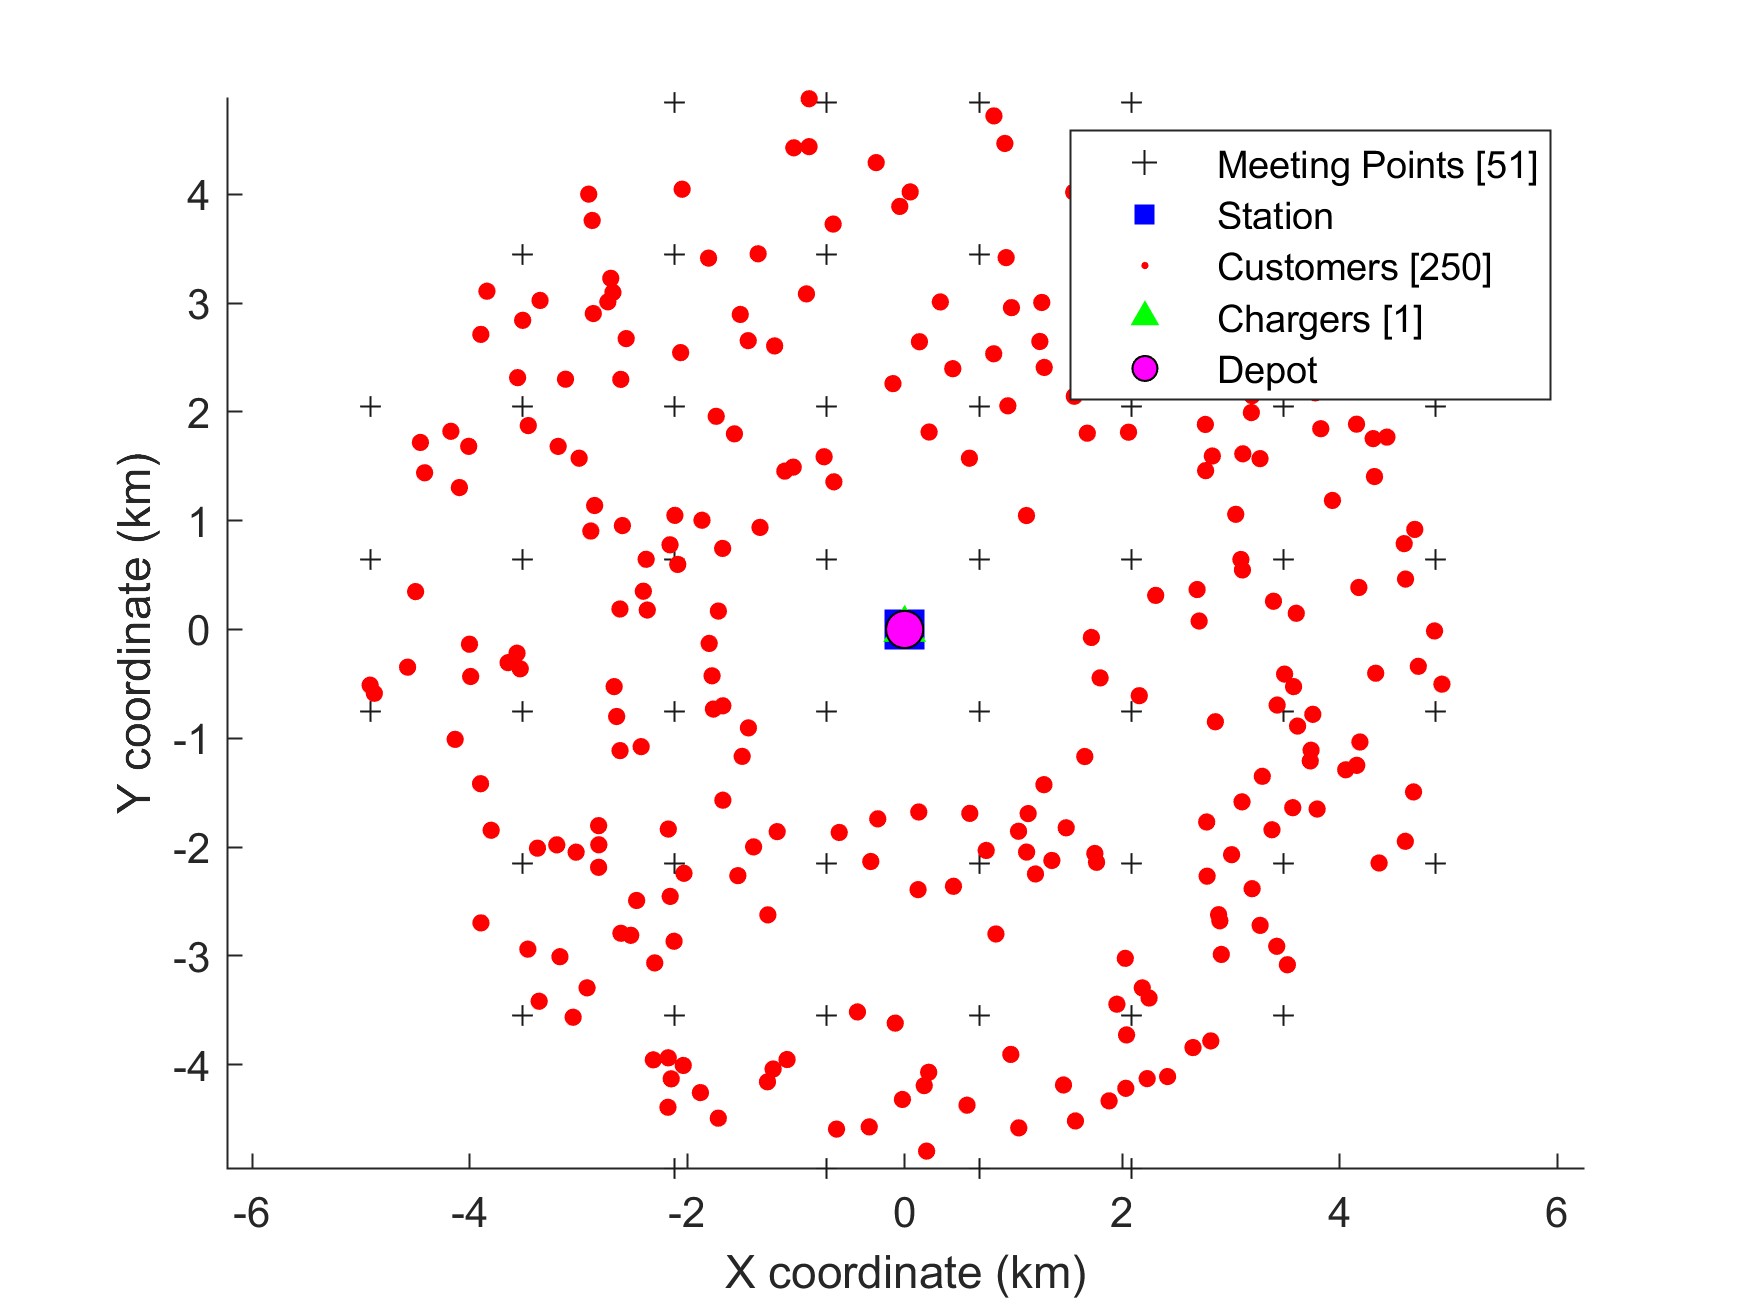 Meeting Points [51]
Station
Customers [250]
Chargers [1]
Depot
4
3
2
1
0
-1
-2
-3
-4
Y coordinate (km)
-6 -4 -2 0 2 4 6
X coordinate (km)